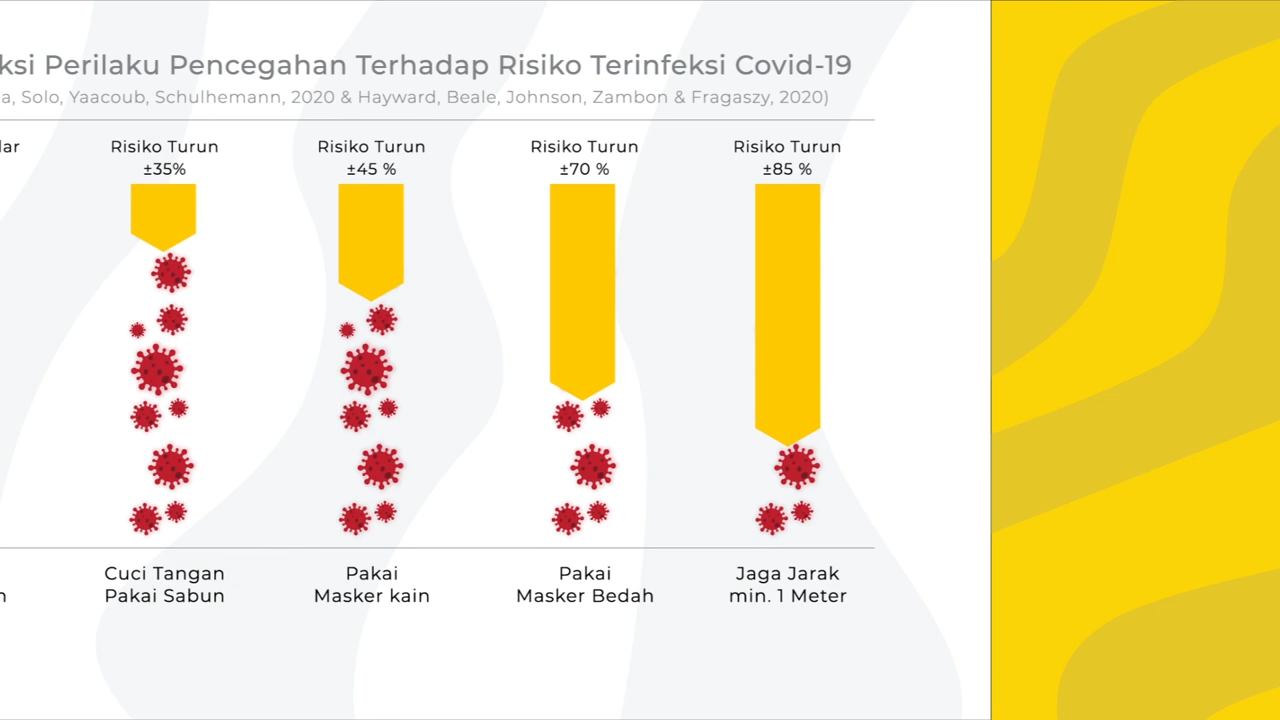 Perilaku Pencegahan Terhadap Risiko Terinfeksi Covid-19
Solo, Yaacoub, Schulhemann, 2020 & Hayward, Beale, Johnson, Zambon & Fragaszy, 2020)
Risiko Turun
±35%
Risiko Turun
±45 %
Risiko Turun
±70 %
Risiko Turun
±85 %
Cuci Tangan
Pakai Sabun
Pakai
Masker kain
Pakai
Masker Bedah
Jaga Jarak
min. 1 Meter